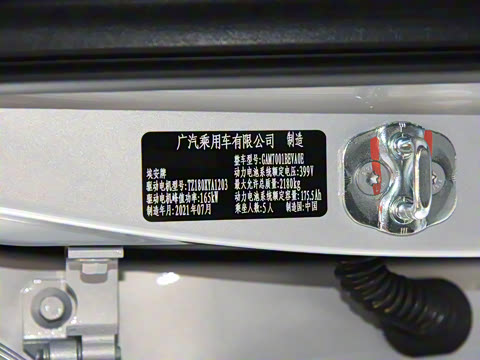 广汽乘用车有限公司 制造
整车型号:GAM7001BEVA0E
埃安牌 动力电池系统额定电压:399V
驱动电机型号:TZ180XYA1203 最大允许总质量:2180kg
驱动电机峰值功率:165kW 动力电池系统额定容量:175.5Ah
制造年月:2021年07月 乘坐人数:5人 制造国:中国